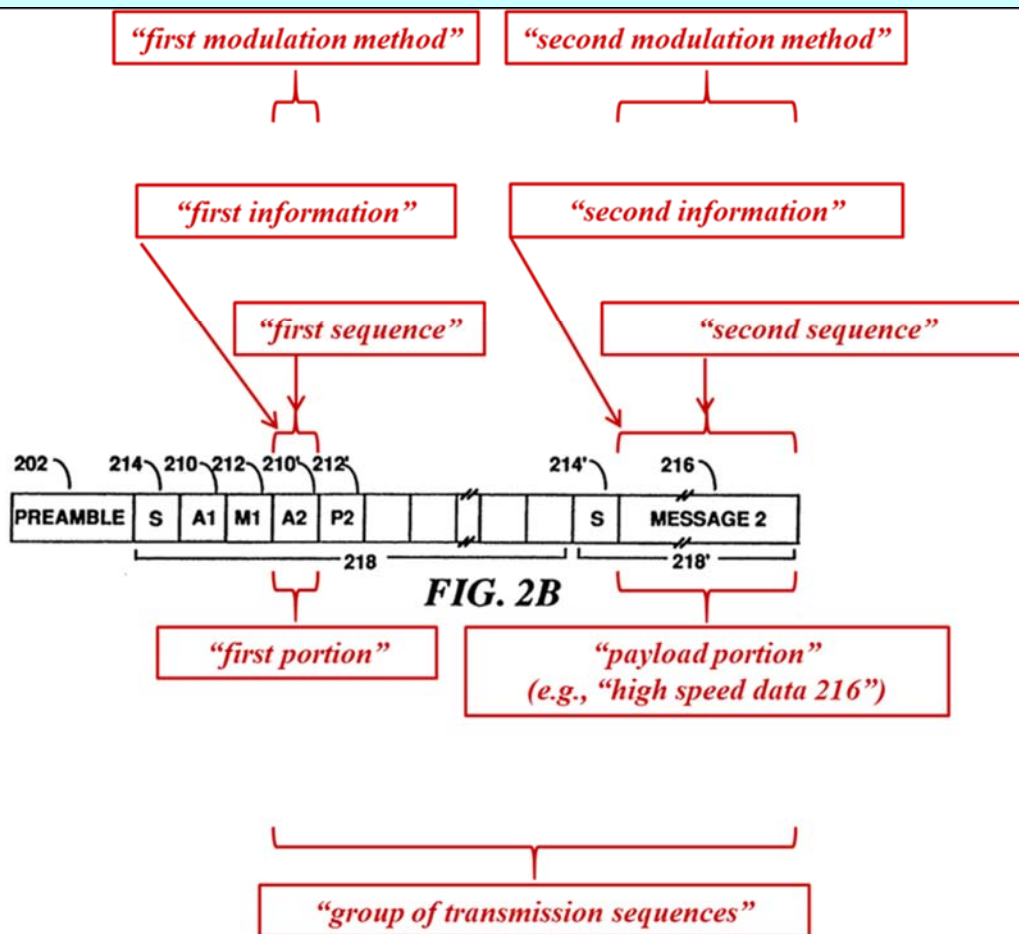 “first modulation method” “second modulation method”
“first information” “second information”
“first sequence” “second sequence”
202 214 210 212 210' 212' 214' 216
PREAMBLE S A1 M1 A2 P2 S MESSAGE 2
218 218'
FIG. 2B
“first portion” “payload portion”
(e.g., “high speed data 216”)
“group of transmission sequences”